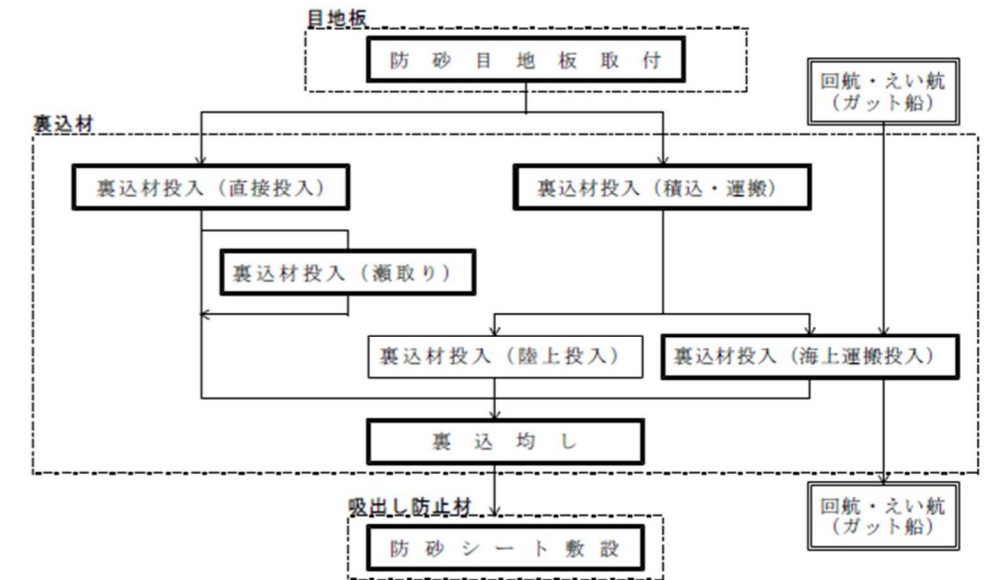 目地板
防砂目地板取付
回航・えい航
（ガット船）
裏込材
裏込材投入（直接投入）
裏込材投入（積込・運搬）
裏込材投入（瀬取り）
裏込材投入（陸上投入）
裏込材投入（海上運搬投入）
裏込均し
吸出し防止材
防砂シート敷設
回航・えい航
（ガット船）